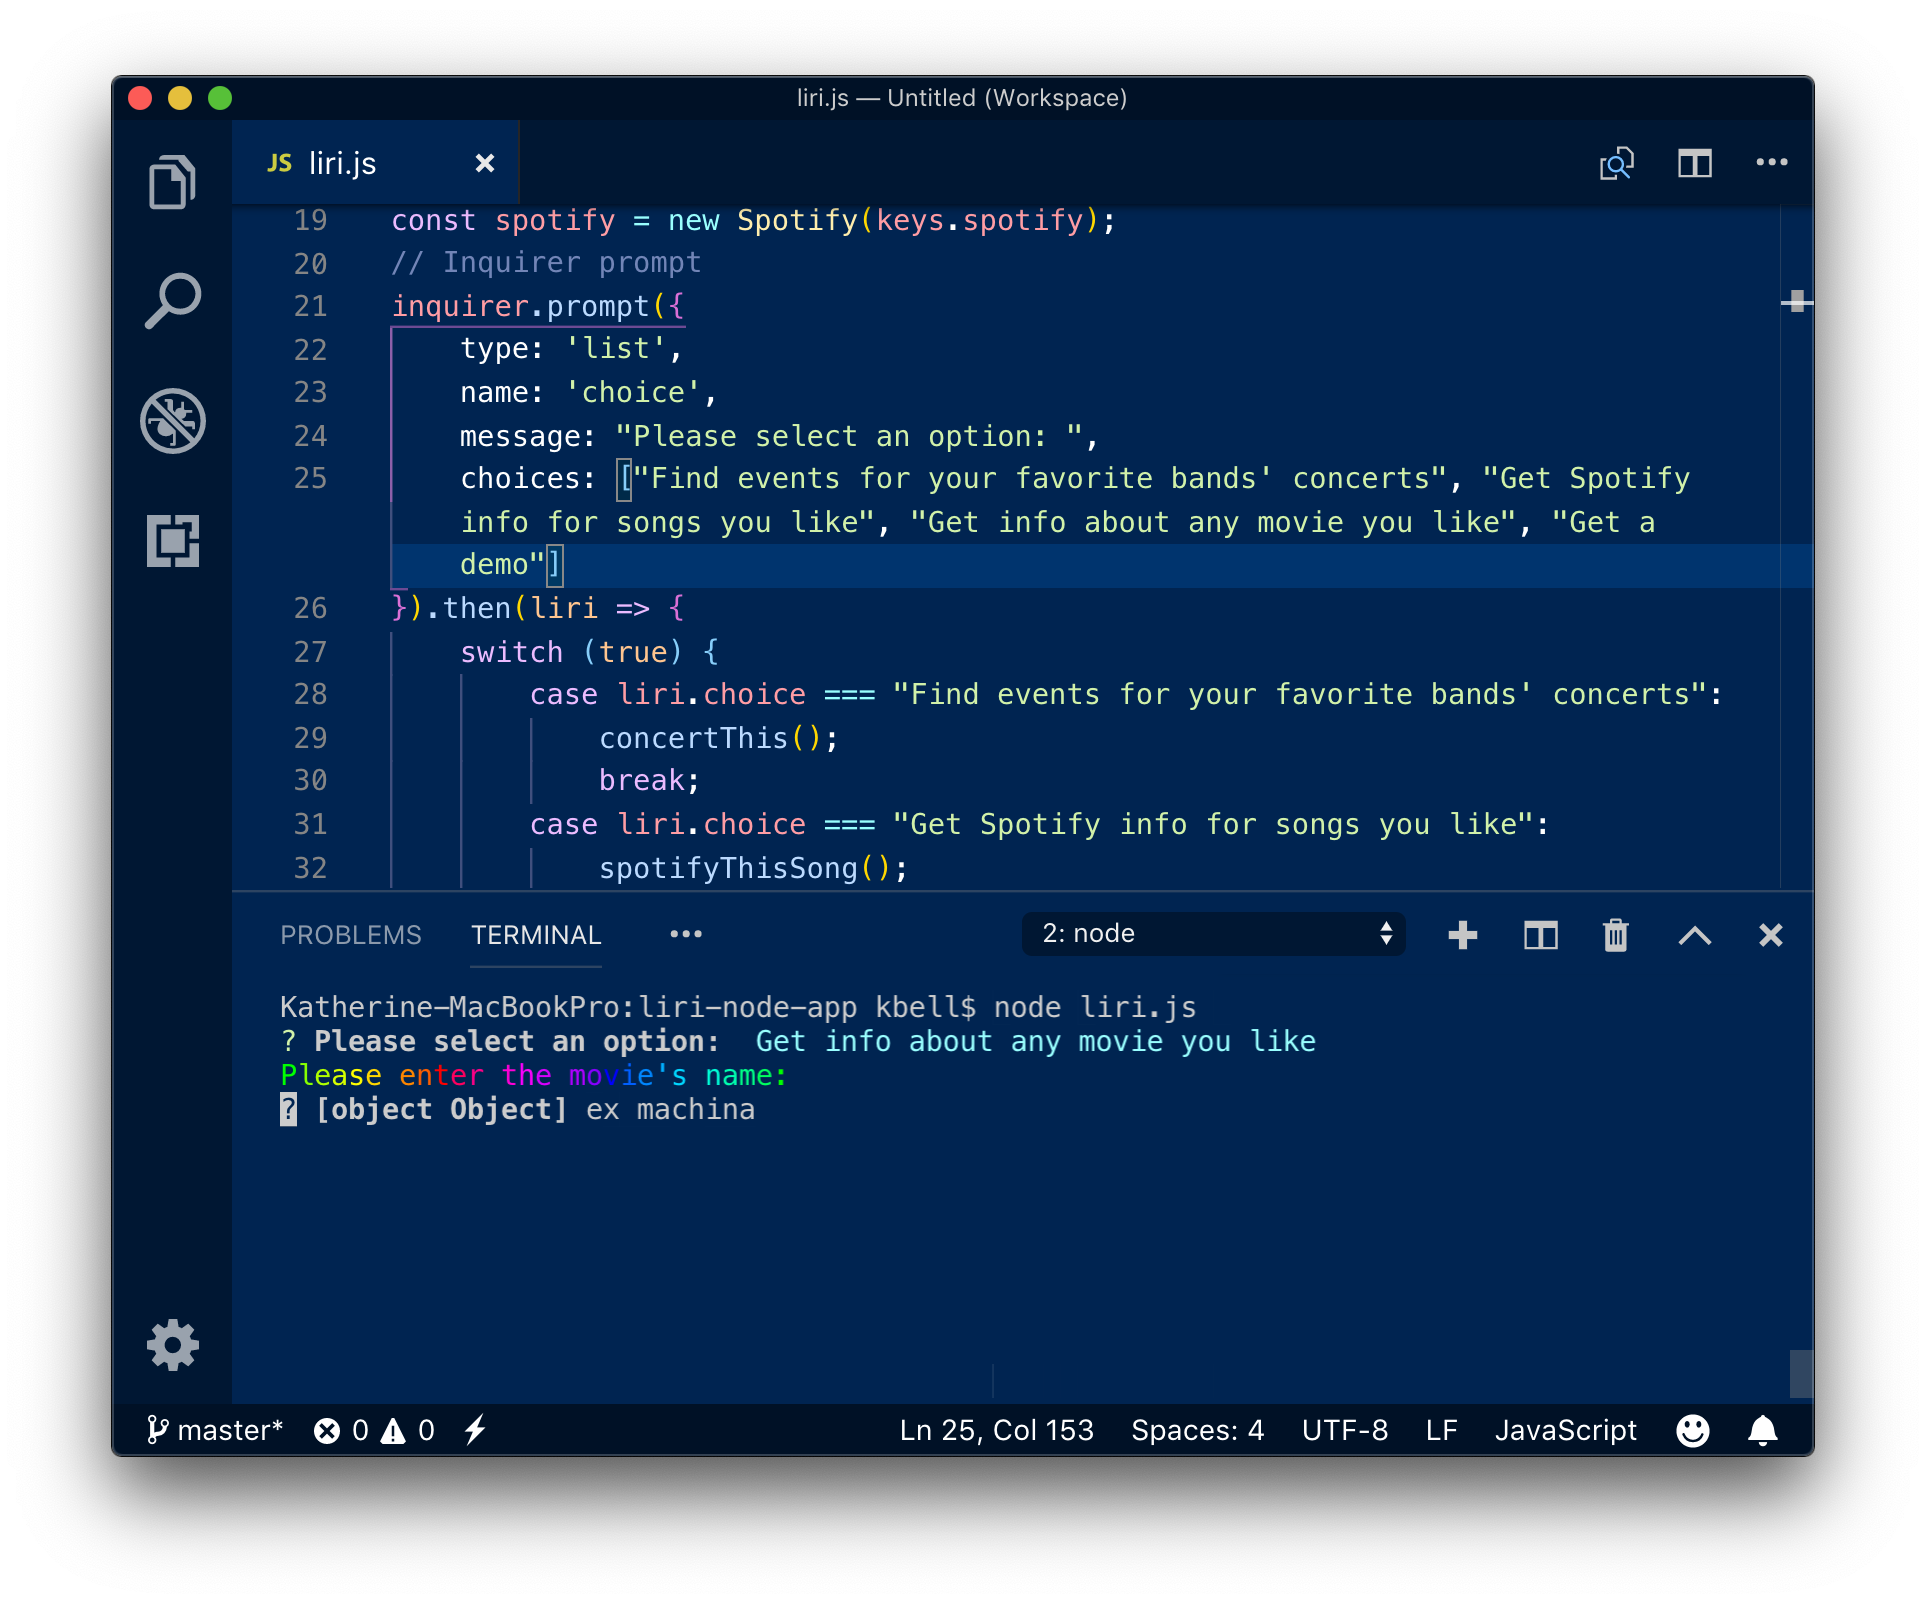 liri.js — Untitled (Workspace)
JS liri.js
19 const spotify = new Spotify(keys.spotify);
20 // Inquirer prompt
21 inquirer.prompt({
22 type: 'list',
23 name: 'choice',
24 message: "Please select an option: ",
25 choices: ["Find events for your favorite bands' concerts", "Get Spotify
info for songs you like", "Get info about any movie you like", "Get a
demo"]
26 }).then(liri => {
27 switch (true) {
28 case liri.choice === "Find events for your favorite bands' concerts":
29 concertThis();
30 break;
31 case liri.choice === "Get Spotify info for songs you like":
32 spotifyThisSong();
PROBLEMS TERMINAL 2: node
Katherine-MacBookPro:liri-node-app kbell$ node liri.js
? Please select an option:  Get info about any movie you like
Please enter the movie's name:
? [object Object] ex machina
master* 0 0 Ln 25, Col 153 Spaces: 4 UTF-8 LF JavaScript